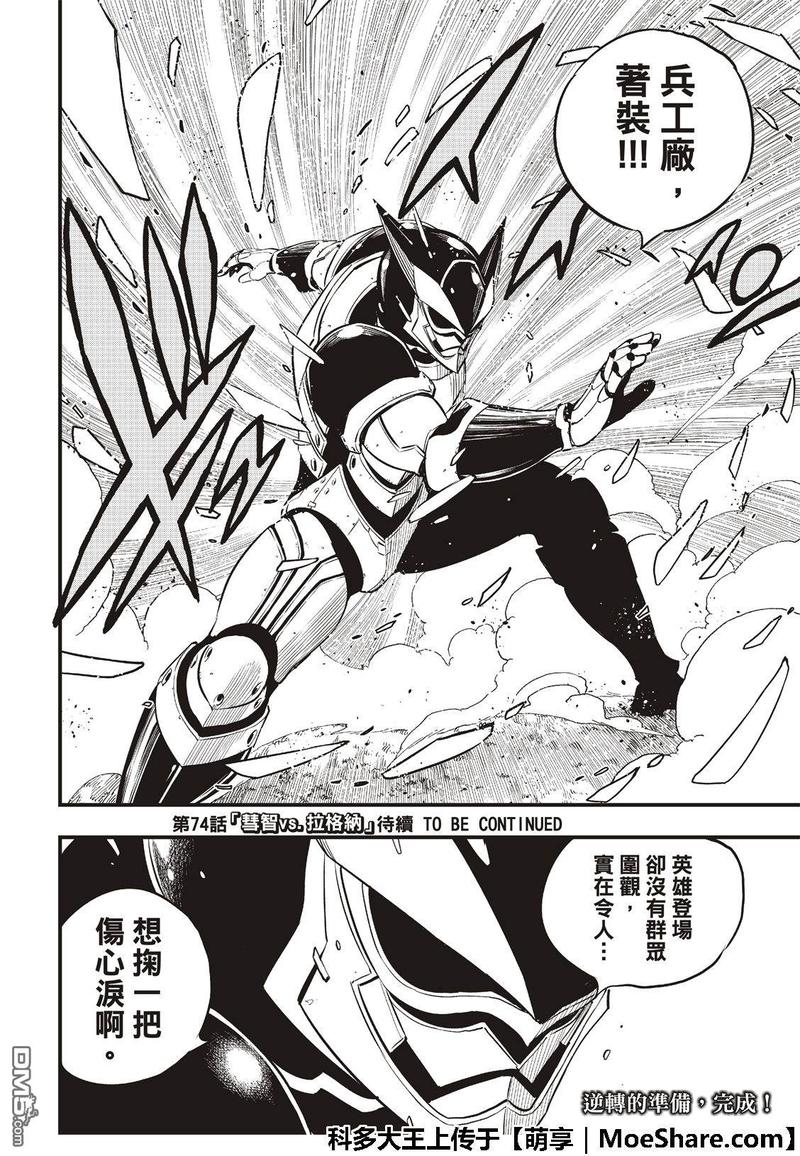 兵工廠，
著裝!!!
第74話『彗智vs.拉格納』待續 TO BE CONTINUED
英雄登場
卻沒有群眾
圍觀，
實在令人…
想掬一把
傷心淚啊。
逆轉的準備，完成！
DM5.com
科多大王上传于【萌享│MoeShare.com】